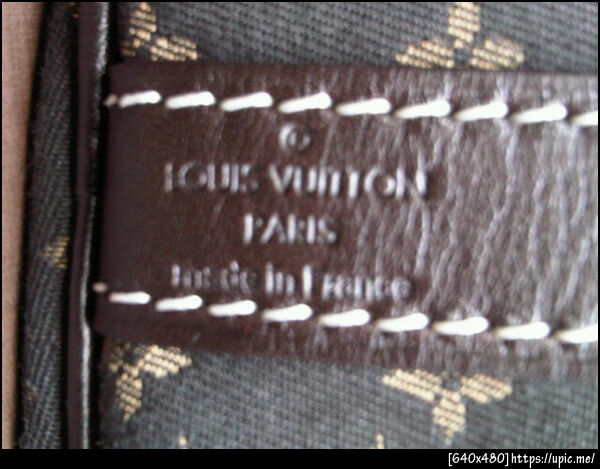 ®
LOUIS VUITTON
PARIS
made in France
[640x480]https://upic.me/